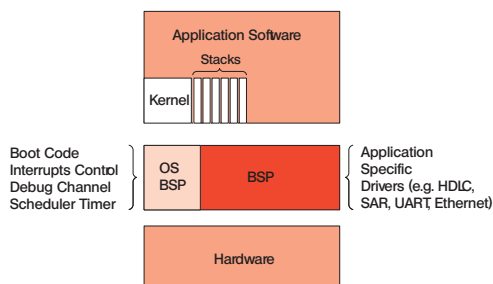 Application Software
Stacks
Kernel
Boot Code
Interrupts Control
Debug Channel
Scheduler Timer
OS
BSP
BSP
Application
Specific
Drivers (e.g. HDLC,
SAR, UART, Ethernet)
Hardware